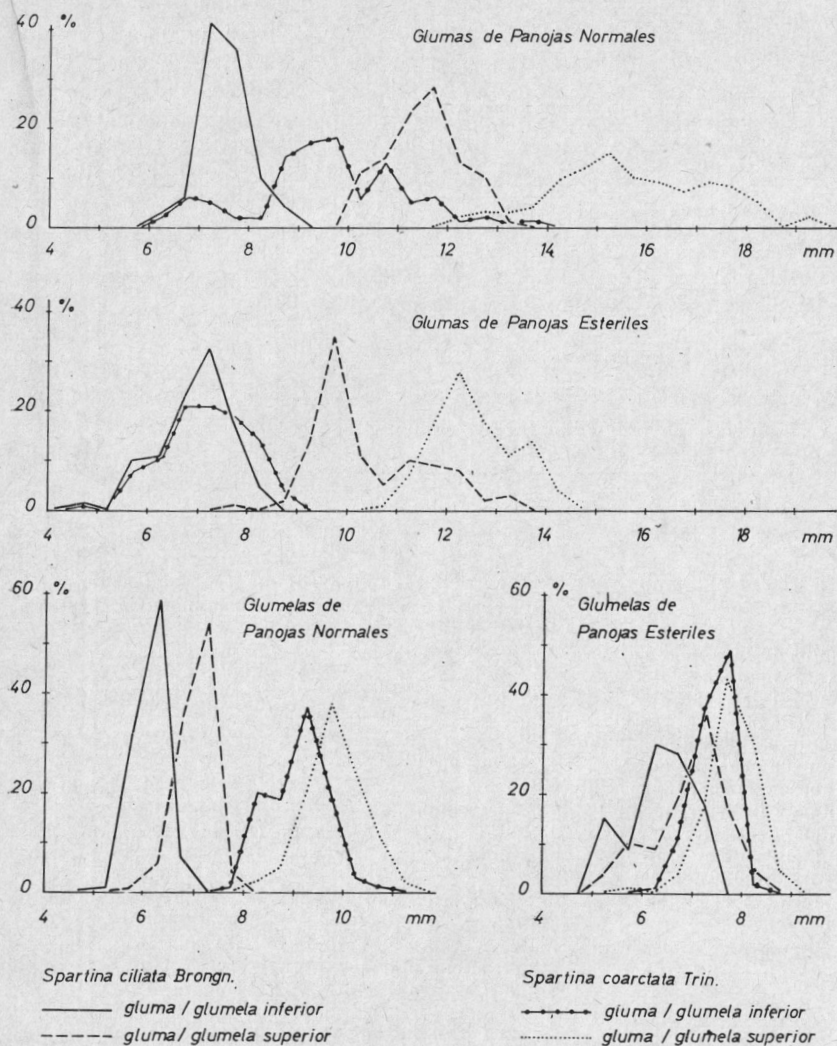 40 %
Glumas de Panojas Normales
20
0
4 6 8 10 12 14 16 18 mm
40 %
Glumas de Panojas Esteriles
20
0
4 6 8 10 12 14 16 18 mm
60 %
Glumelas de
Panojas Normales
40
20
0
4 6 8 10 mm
60 %
Glumelas de
Panojas Esteriles
40
20
0
4 6 8 mm
Spartina ciliata Brongn.
gluma / glumela inferior
gluma / glumela superior
Spartina coarctata Trin.
gluma / glumela inferior
gluma / glumela superior